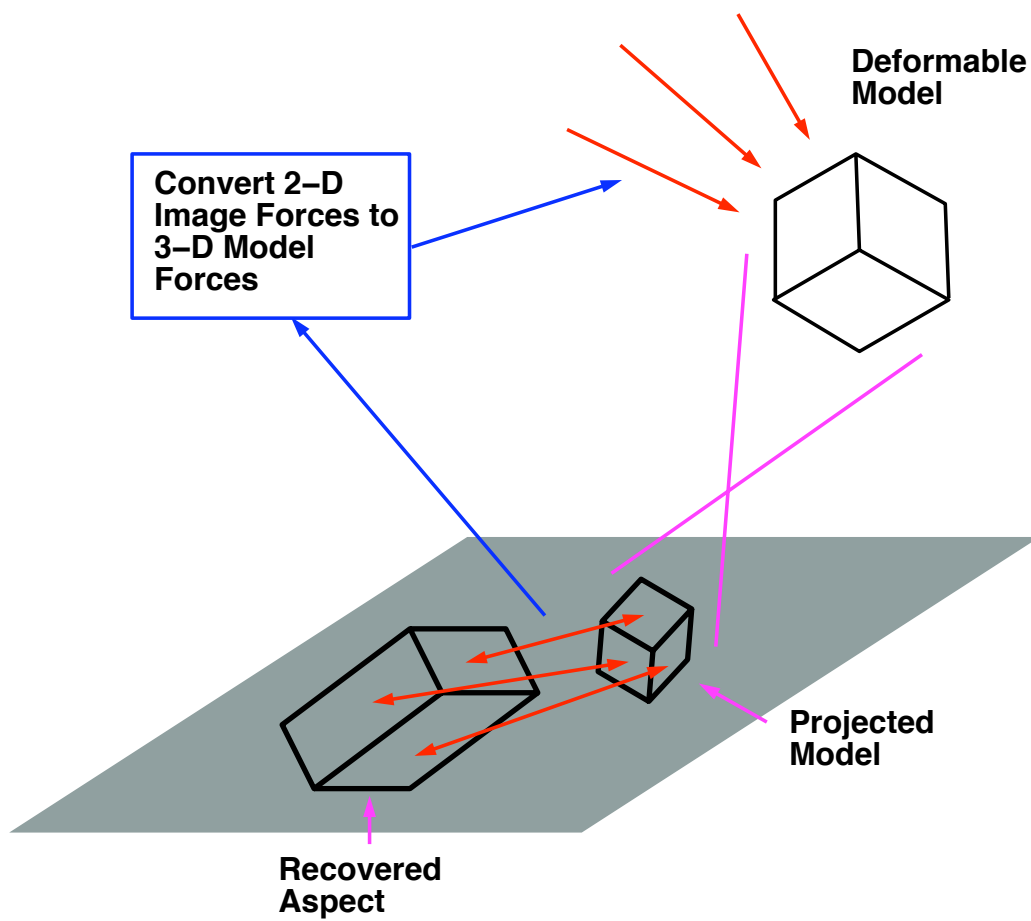 Deformable
Model
Convert 2–D
Image Forces to
3–D Model
Forces
Projected
Model
Recovered
Aspect